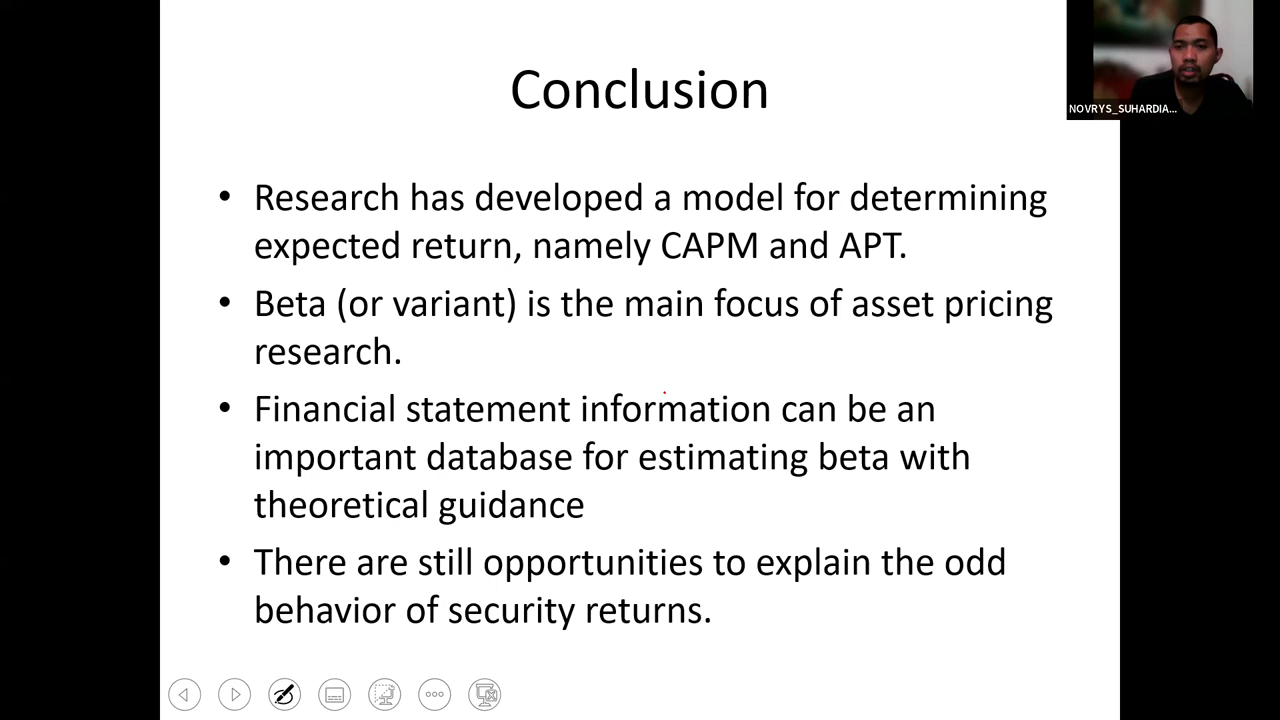 Conclusion
NOVRYS_SUHARDIA...
• Research has developed a model for determining
expected return, namely CAPM and APT.
• Beta (or variant) is the main focus of asset pricing
research.
• Financial statement information can be an
important database for estimating beta with
theoretical guidance
• There are still opportunities to explain the odd
behavior of security returns.